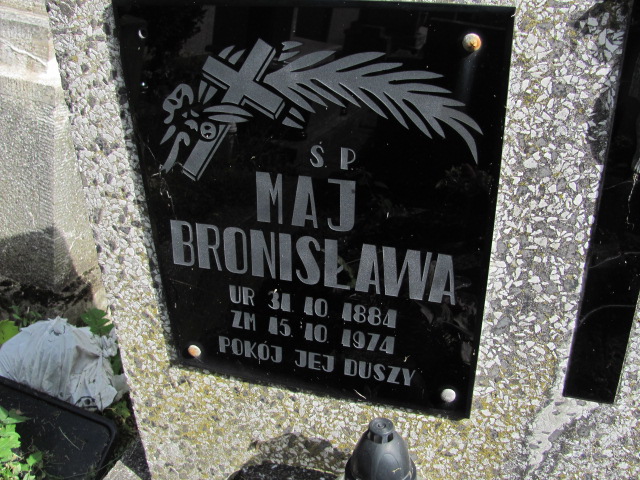 Ś P
MAJ
BRONISŁAWA
UR 31 10 1884
ZM 15 10 1974
POKÓJ JEJ DUSZY